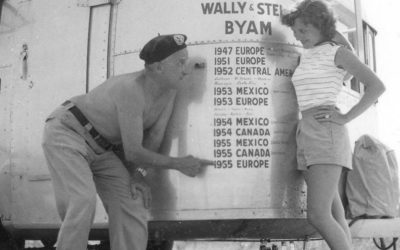 WALLY & STEL
BYAM
1947 EUROPE
1951 EUROPE
1952 CENTRAL AMER
1953 MEXICO
1953 EUROPE
1954 MEXICO
1954 CANADA
1955 MEXICO
1955 CANADA
1955 EUROPE